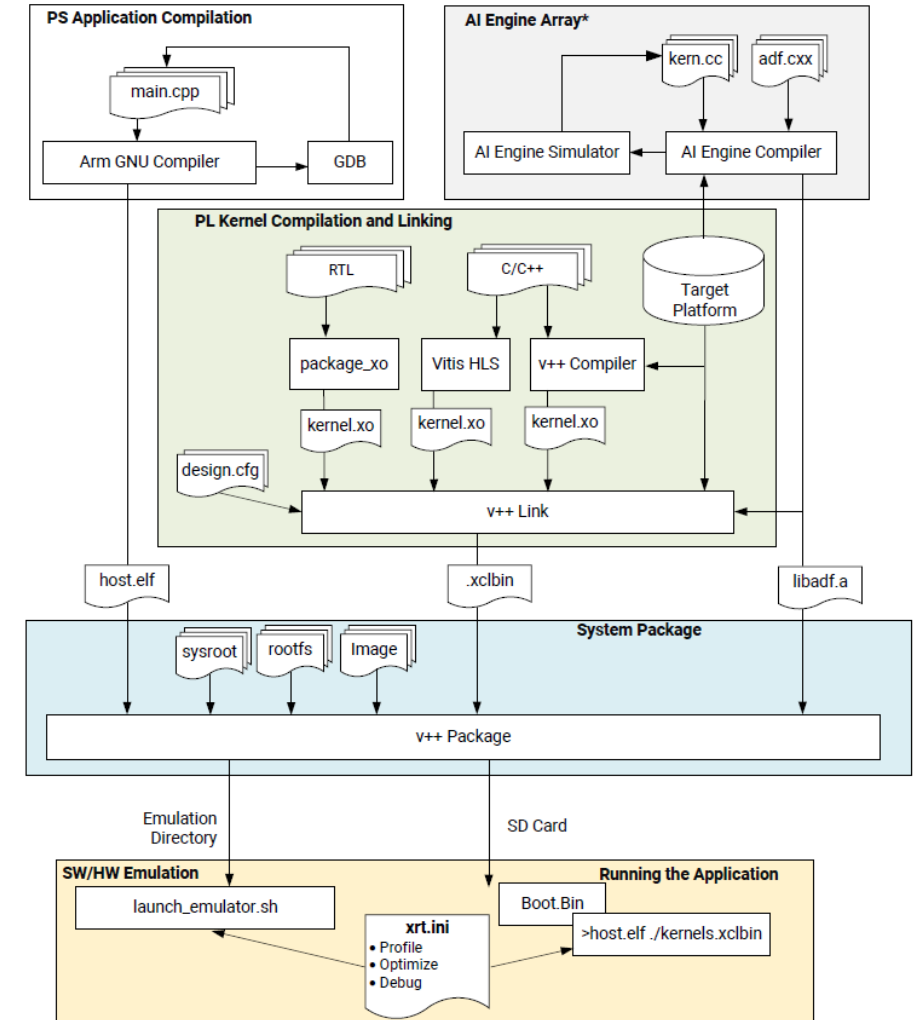 PS Application Compilation
AI Engine Array*
main.cpp
kern.cc
adf.cxx
Arm GNU Compiler
GDB
AI Engine Simulator
AI Engine Compiler
PL Kernel Compilation and Linking
RTL
C/C++
Target
Platform
package_xo
Vitis HLS
v++ Compiler
kernel.xo
kernel.xo
kernel.xo
design.cfg
v++ Link
host.elf
.xclbin
libadf.a
System Package
sysroot
rootfs
Image
v++ Package
Emulation
Directory
SD Card
SW/HW Emulation
Running the Application
launch_emulator.sh
Boot.Bin
>host.elf ./kernels.xclbin
xrt.ini
• Profile
• Optimize
• Debug